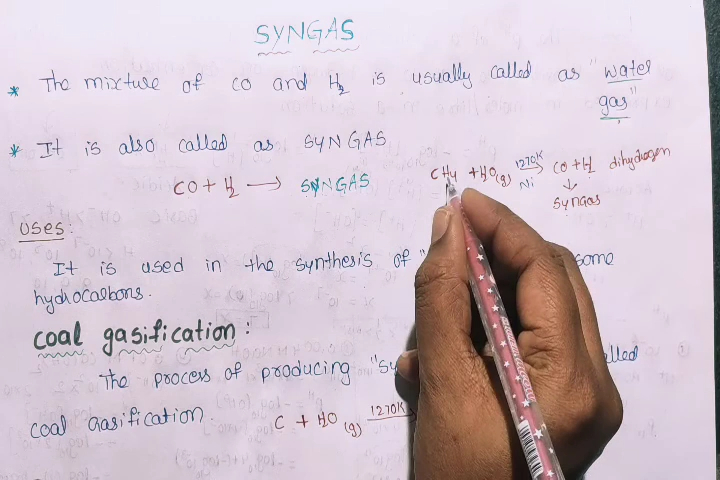 SYNGAS
* The mixture of CO and H2 is usually called as "water
gas"
* It is also called as SYNGAS
CO + H2 → SYNGAS
CH4 + H2O(g) 1270K Ni → CO + H2 dihydrogen
↓
Syngas
Uses:
It is used in the synthesis of " some
hydrocarbons.
coal gasification:
The process of producing "sy
coal gasification.
C + H2O (g) 1270K